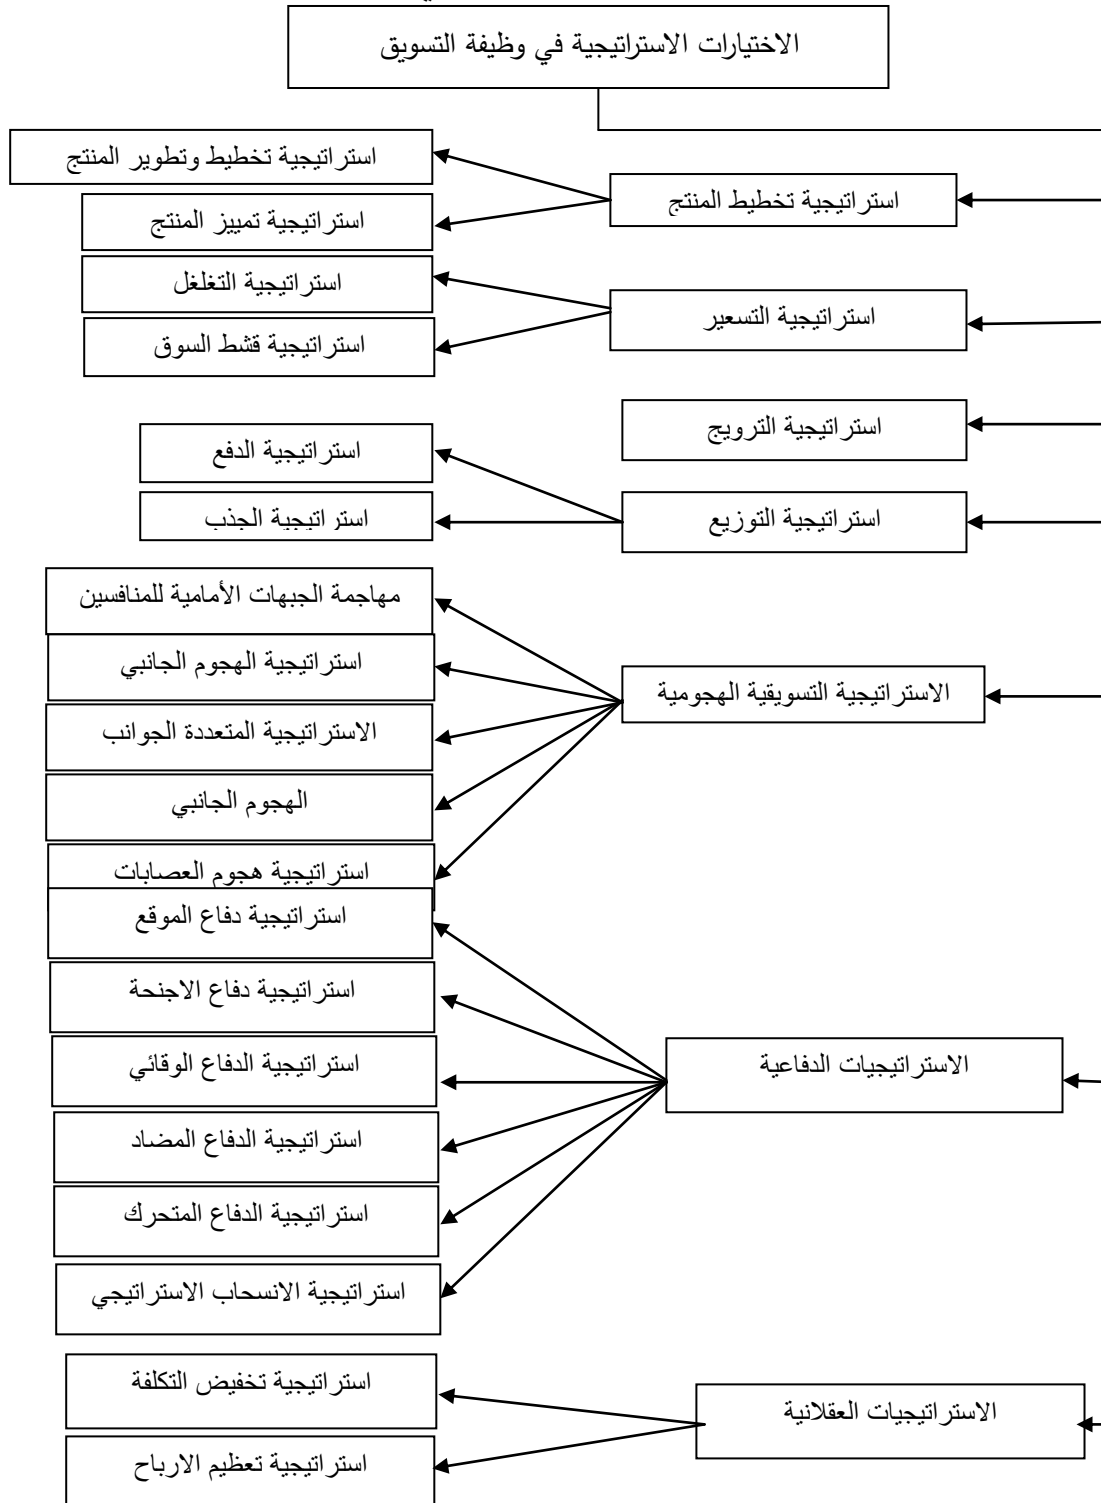 الاختيارات الاستراتيجية في وظيفة التسويق
استراتيجية تخطيط المنتج
استراتيجية تخطيط وتطوير المنتج
استراتيجية تمييز المنتج
استراتيجية التسعير
استراتيجية التغلغل
استراتيجية قشط السوق
استراتيجية الترويج
استراتيجية التوزيع
استراتيجية الدفع
استراتيجية الجذب
الاستراتيجية التسويقية الهجومية
مهاجمة الجبهات الأمامية للمنافسين
استراتيجية الهجوم الجانبي
الاستراتيجية المتعددة الجوانب
الهجوم الجانبي
استراتيجية هجوم العصابات
الاستراتيجيات الدفاعية
استراتيجية دفاع الموقع
استراتيجية دفاع الاجنحة
استراتيجية الدفاع الوقائي
استراتيجية الدفاع المضاد
استراتيجية الدفاع المتحرك
استراتيجية الانسحاب الاستراتيجي
الاستراتيجيات العقلانية
استراتيجية تخفيض التكلفة
استراتيجية تعظيم الارباح